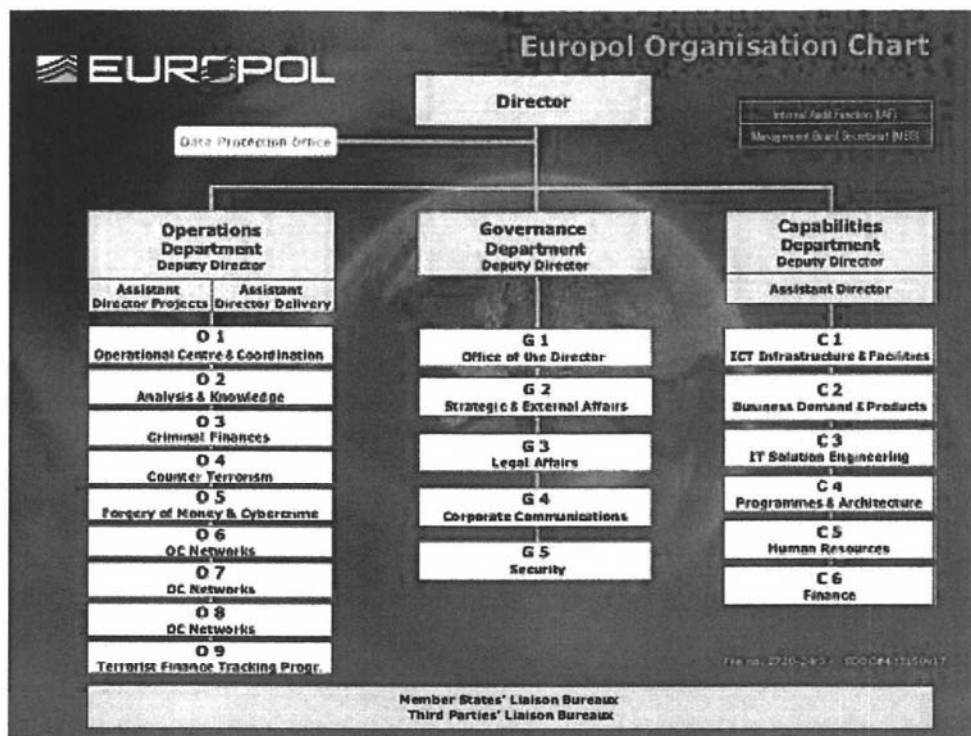 Europol Organisation Chart
EUROPOL
Director
Internal Audit Function (IAF)
Management Board Secretariat (MBS)
Data Protection Office
Operations
Department
Deputy Director
Assistant
Director Projects
Assistant
Director Delivery
O 1
Operational Centre & Coordination
O 2
Analysis & Knowledge
O 3
Criminal Finances
O 4
Counter Terrorism
O 5
Forgery of Money & Cybercrime
O 6
OC Networks
O 7
OC Networks
O 8
OC Networks
O 9
Terrorist Finance Tracking Progr.
Governance
Department
Deputy Director
G 1
Office of the Director
G 2
Strategic & External Affairs
G 3
Legal Affairs
G 4
Corporate Communications
G 5
Security
Capabilities
Department
Deputy Director
Assistant Director
C 1
ICT Infrastructure & Facilities
C 2
Business Demand & Products
C 3
IT Solution Engineering
C 4
Programmes & Architecture
C 5
Human Resources
C 6
Finance
File no.
Member States' Liaison Bureaux
Third Parties' Liaison Bureaux